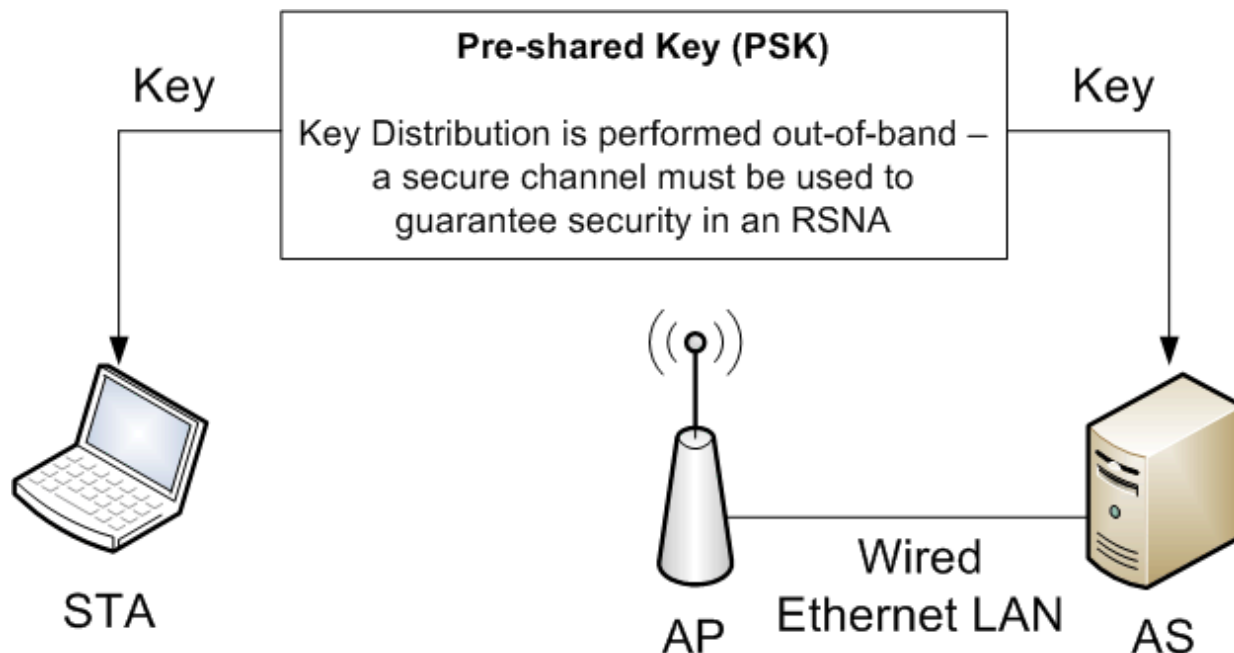 Pre-shared Key (PSK)
Key
Key
Key Distribution is performed out-of-band –
a secure channel must be used to
guarantee security in an RSNA
Wired
Ethernet LAN
STA
AP
AS